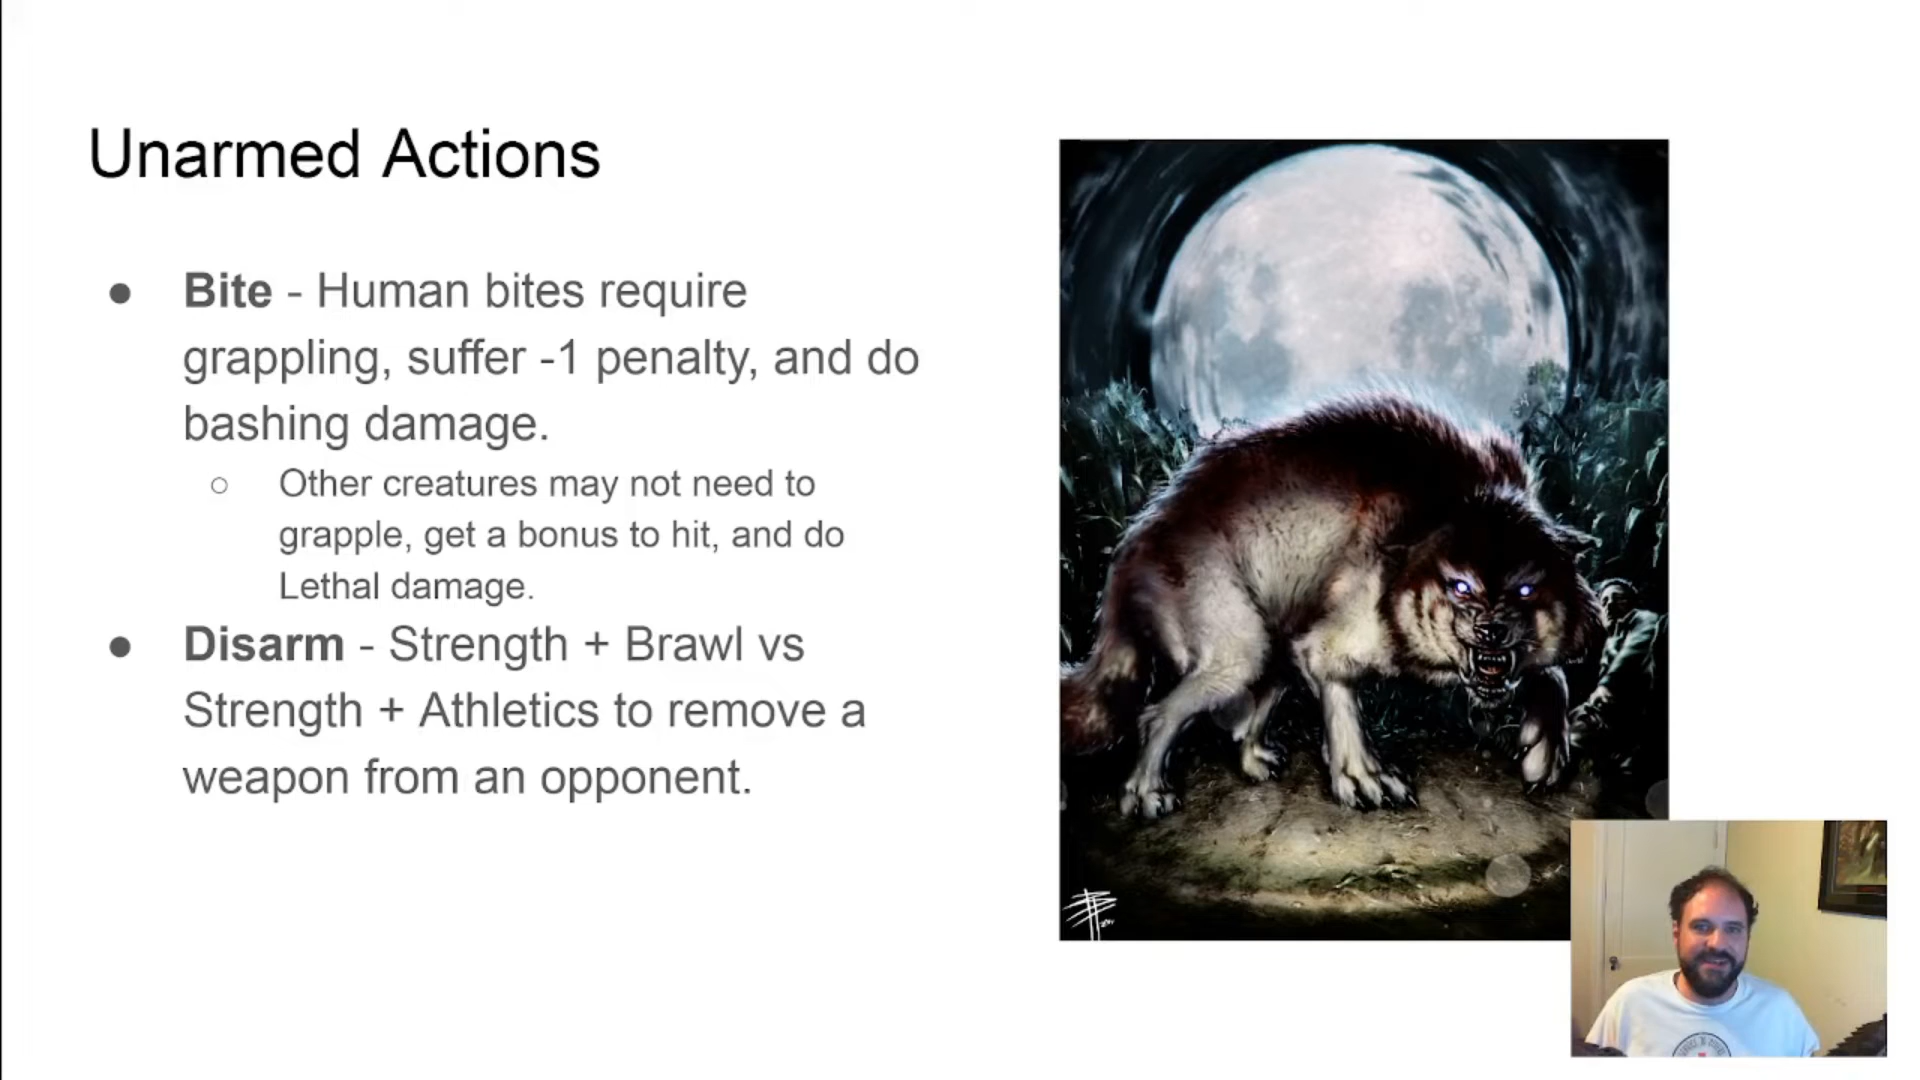 Unarmed Actions
● Bite - Human bites require
grappling, suffer -1 penalty, and do
bashing damage.
○ Other creatures may not need to
grapple, get a bonus to hit, and do
Lethal damage.
● Disarm - Strength + Brawl vs
Strength + Athletics to remove a
weapon from an opponent.